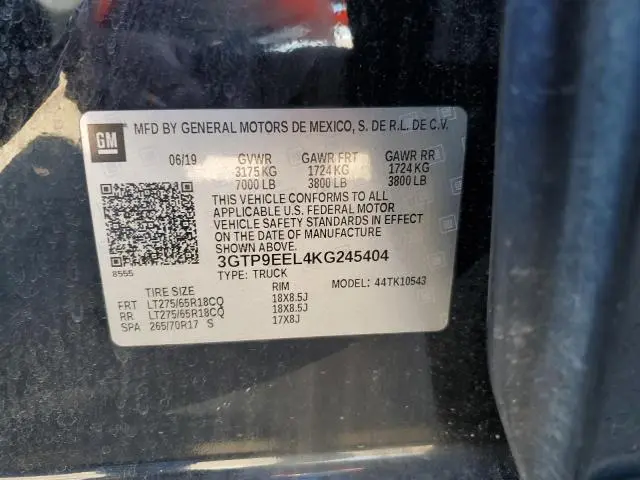 GM
MFD BY GENERAL MOTORS DE MEXICO, S. DE R.L. DE C.V.
06/19 GVWR GAWR FRT GAWR RR
3175 KG 1724 KG 1724 KG
7000 LB 3800 LB 3800 LB
THIS VEHICLE CONFORMS TO ALL
APPLICABLE U.S. FEDERAL MOTOR
VEHICLE SAFETY STANDARDS IN EFFECT
ON THE DATE OF MANUFACTURE
SHOWN ABOVE.
8555 3GTP9EEL4KG245404
TYPE: TRUCK
MODEL: 44TK10543
TIRE SIZE RIM
FRT LT275/65R18CQ 18X8.5J
RR LT275/65R18CQ 18X8.5J
SPA 265/70R17 S 17X8J